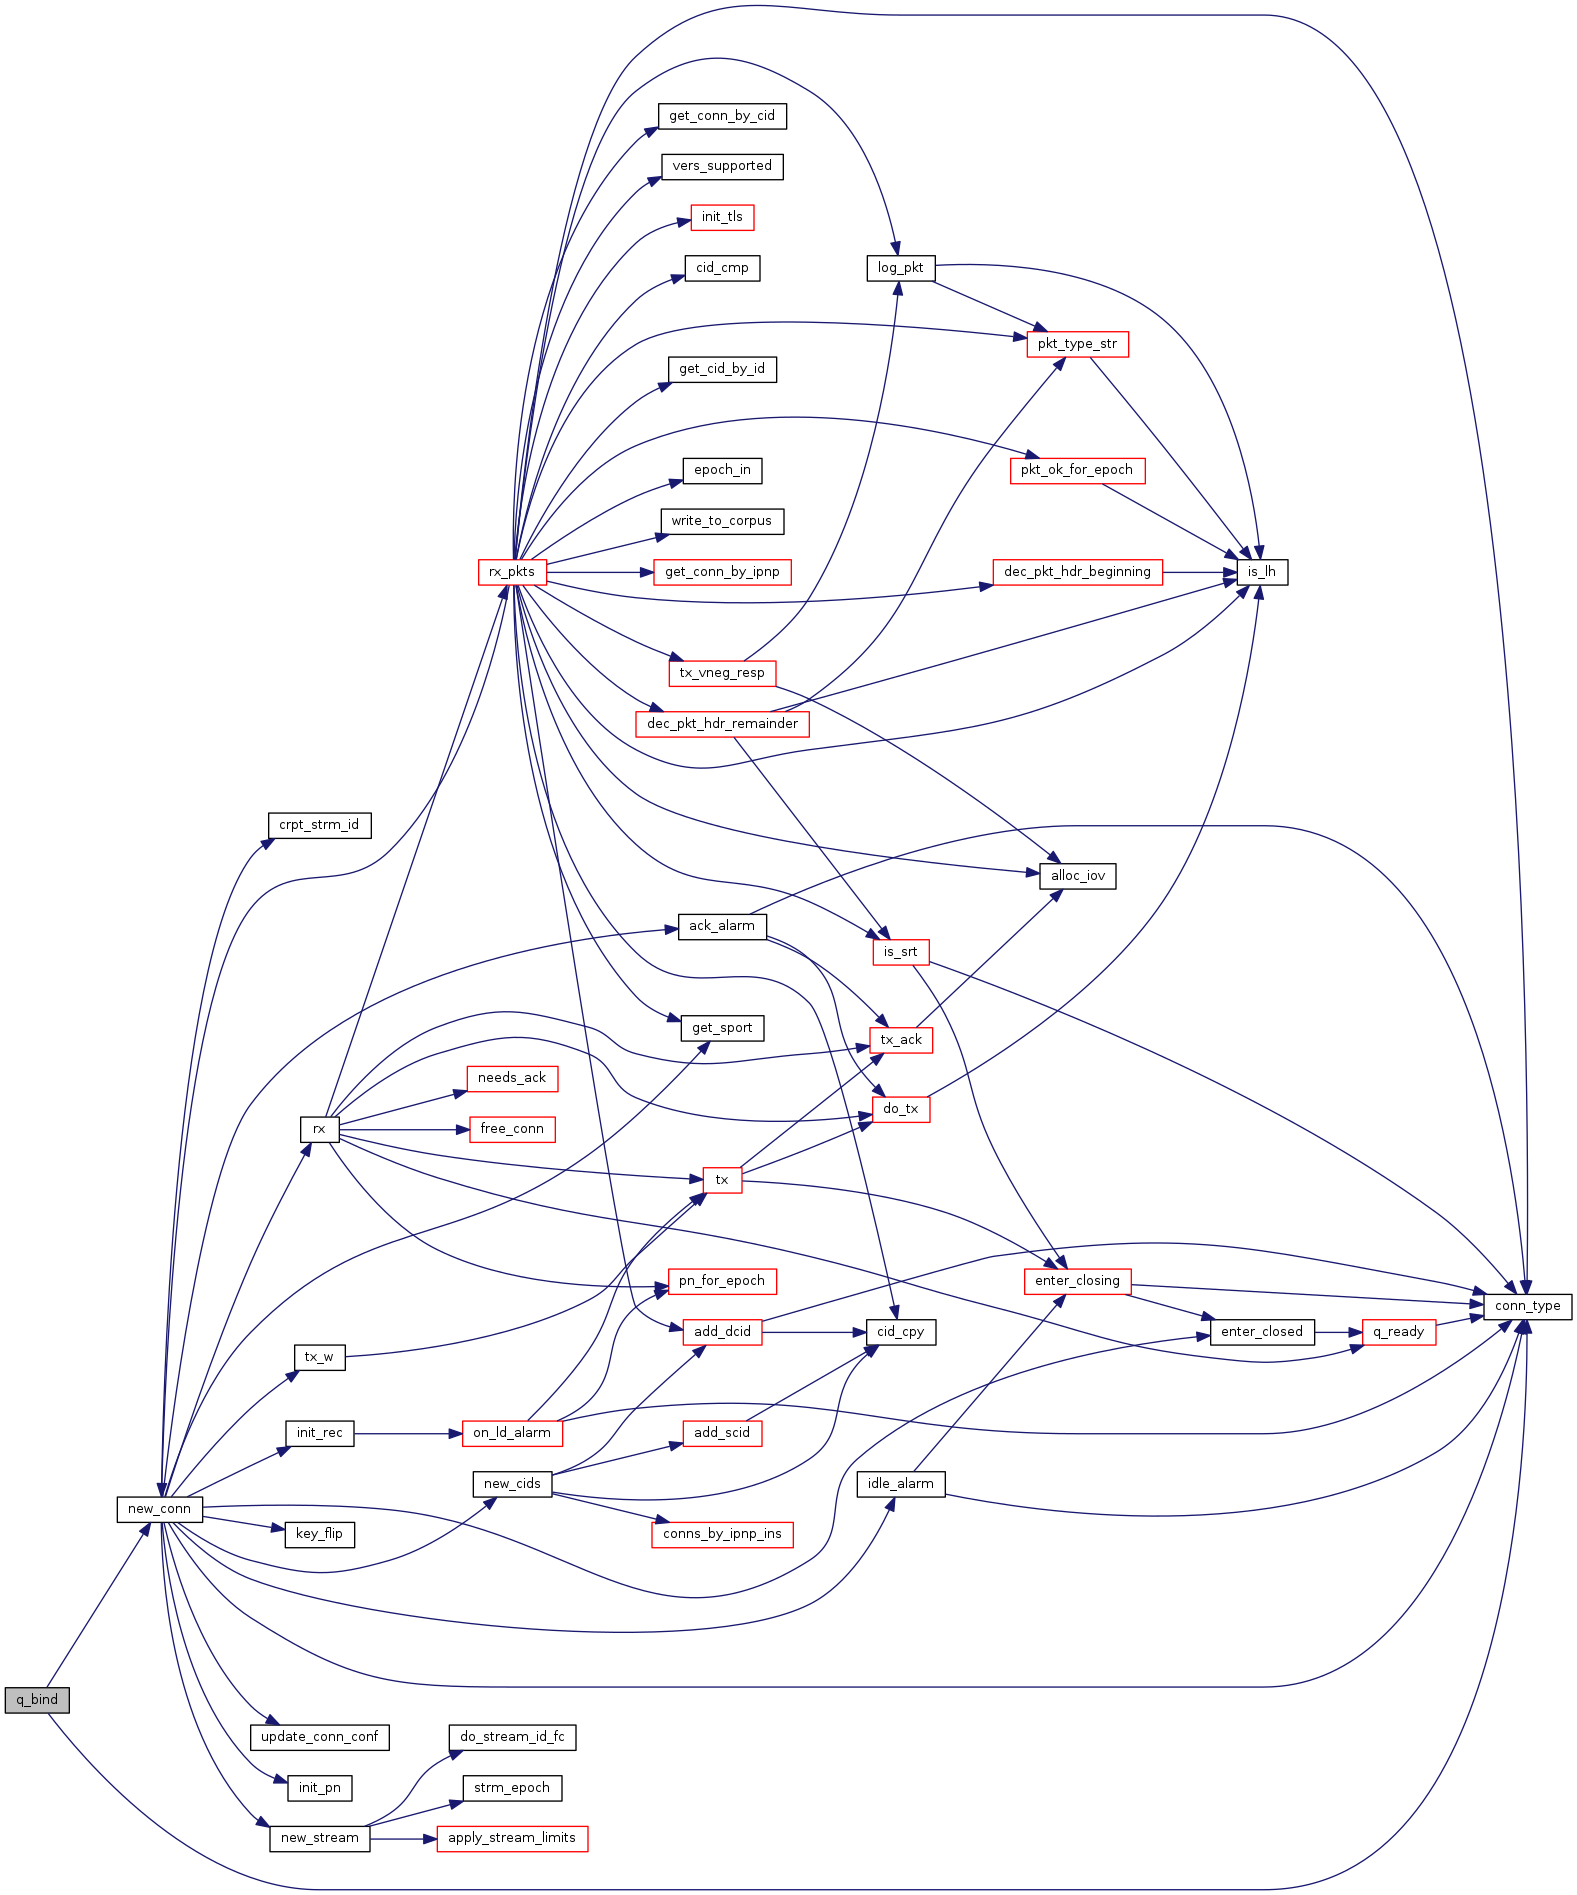 get_conn_by_cid
vers_supported
init_tls
cid_cmp
log_pkt
pkt_type_str
get_cid_by_id
epoch_in
pkt_ok_for_epoch
write_to_corpus
rx_pkts
get_conn_by_ipnp
dec_pkt_hdr_beginning
is_lh
tx_vneg_resp
dec_pkt_hdr_remainder
crpt_strm_id
alloc_iov
ack_alarm
is_srt
get_sport
tx_ack
needs_ack
do_tx
rx
free_conn
tx
pn_for_epoch
enter_closing
conn_type
add_dcid
cid_cpy
enter_closed
q_ready
tx_w
init_rec
on_ld_alarm
add_scid
new_cids
idle_alarm
new_conn
key_flip
conns_by_ipnp_ins
q_bind
update_conn_conf
do_stream_id_fc
init_pn
strm_epoch
new_stream
apply_stream_limits